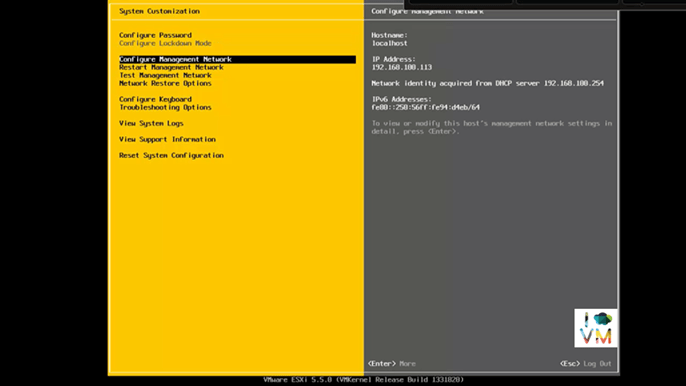 System Customization
Configure Password
Configure Lockdown Mode
Configure Management Network
Restart Management Network
Test Management Network
Network Restore Options
Configure Keyboard
Troubleshooting Options
View System Logs
View Support Information
Reset System Configuration
Configure Management Network
Hostname:
localhost
IP Address:
192.168.100.113
Network identity acquired from DHCP server 192.168.100.254
IPv6 Addresses:
fe80::250:56ff:fe94:d4eb/64
To view or modify this host's management network settings in
detail, press <Enter>.
I
VM
<Enter> More
<Esc> Log Out
VMware ESXi 5.5.0 (VMKernel Release Build 1331820)